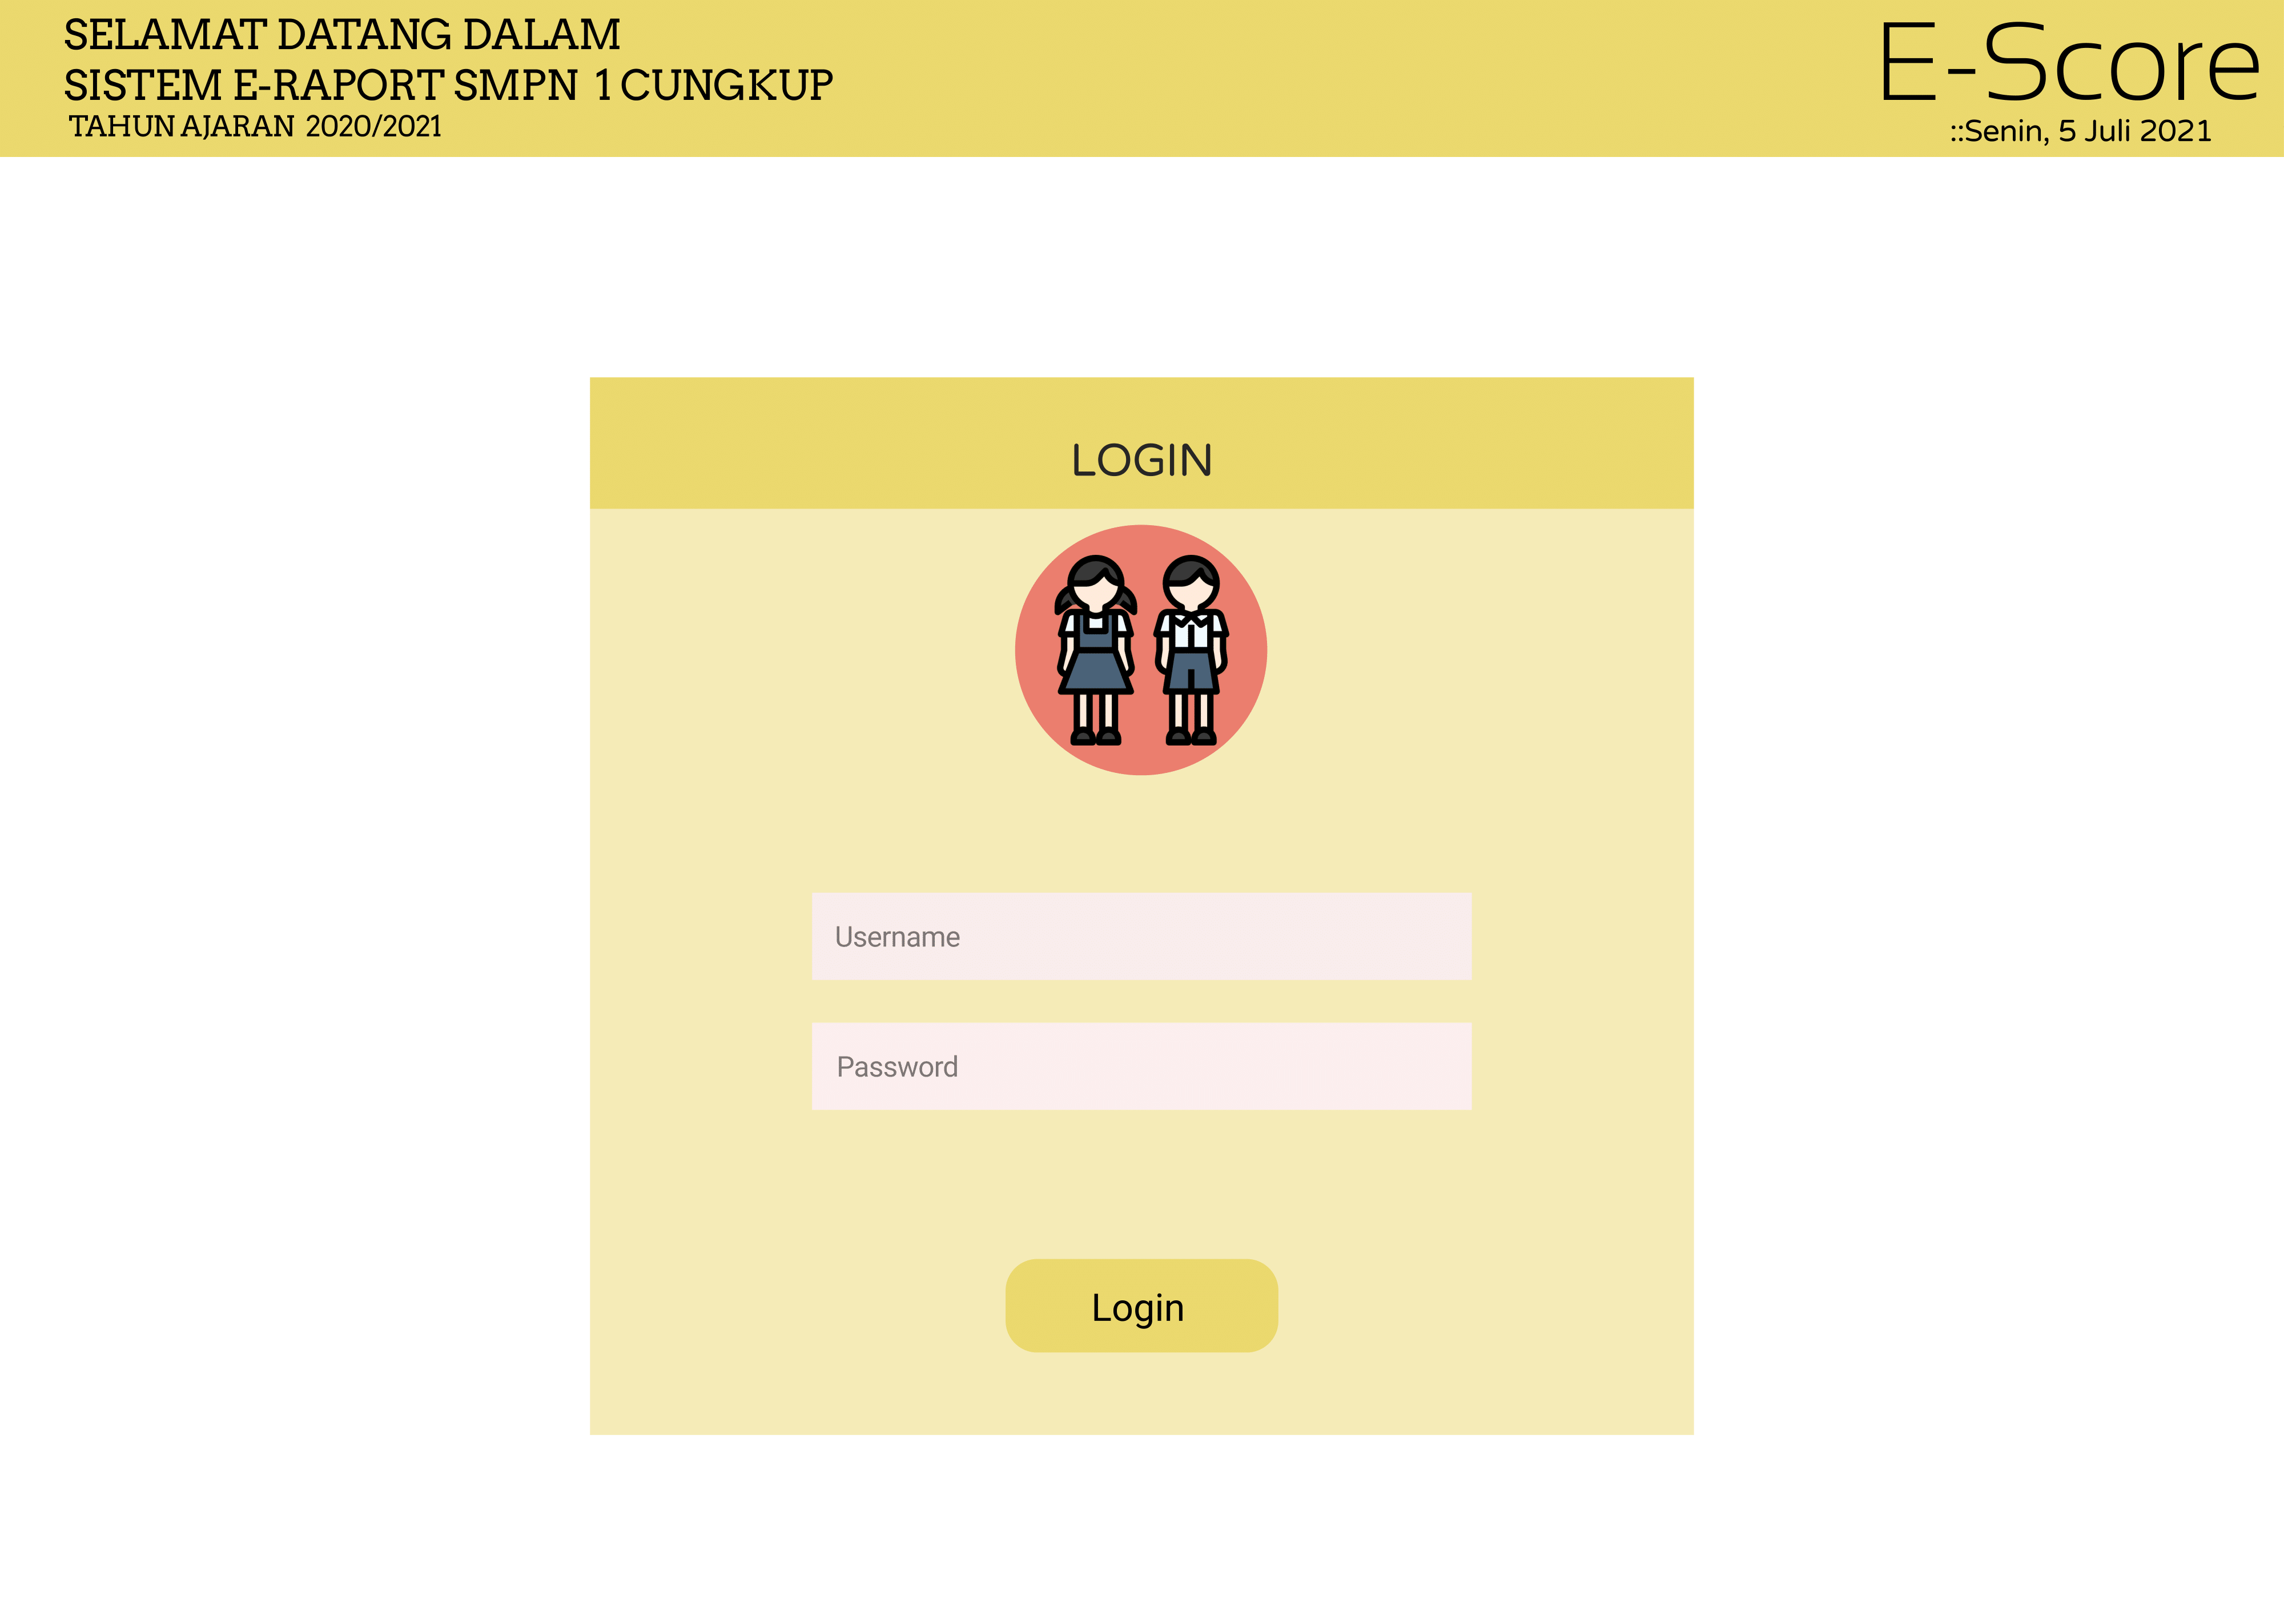 SELAMAT DATANG DALAM
SISTEM E-RAPORT SMPN 1 CUNGKUP
TAHUN AJARAN 2020/2021
E-Score
::Senin, 5 Juli 2021
LOGIN
Username
Password
Login